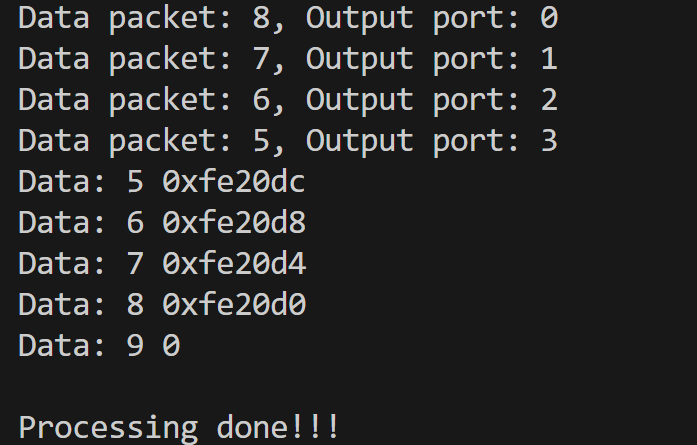 Data packet: 8, Output port: 0
Data packet: 7, Output port: 1
Data packet: 6, Output port: 2
Data packet: 5, Output port: 3
Data: 5 0xfe20dc
Data: 6 0xfe20d8
Data: 7 0xfe20d4
Data: 8 0xfe20d0
Data: 9 0
Processing done!!!